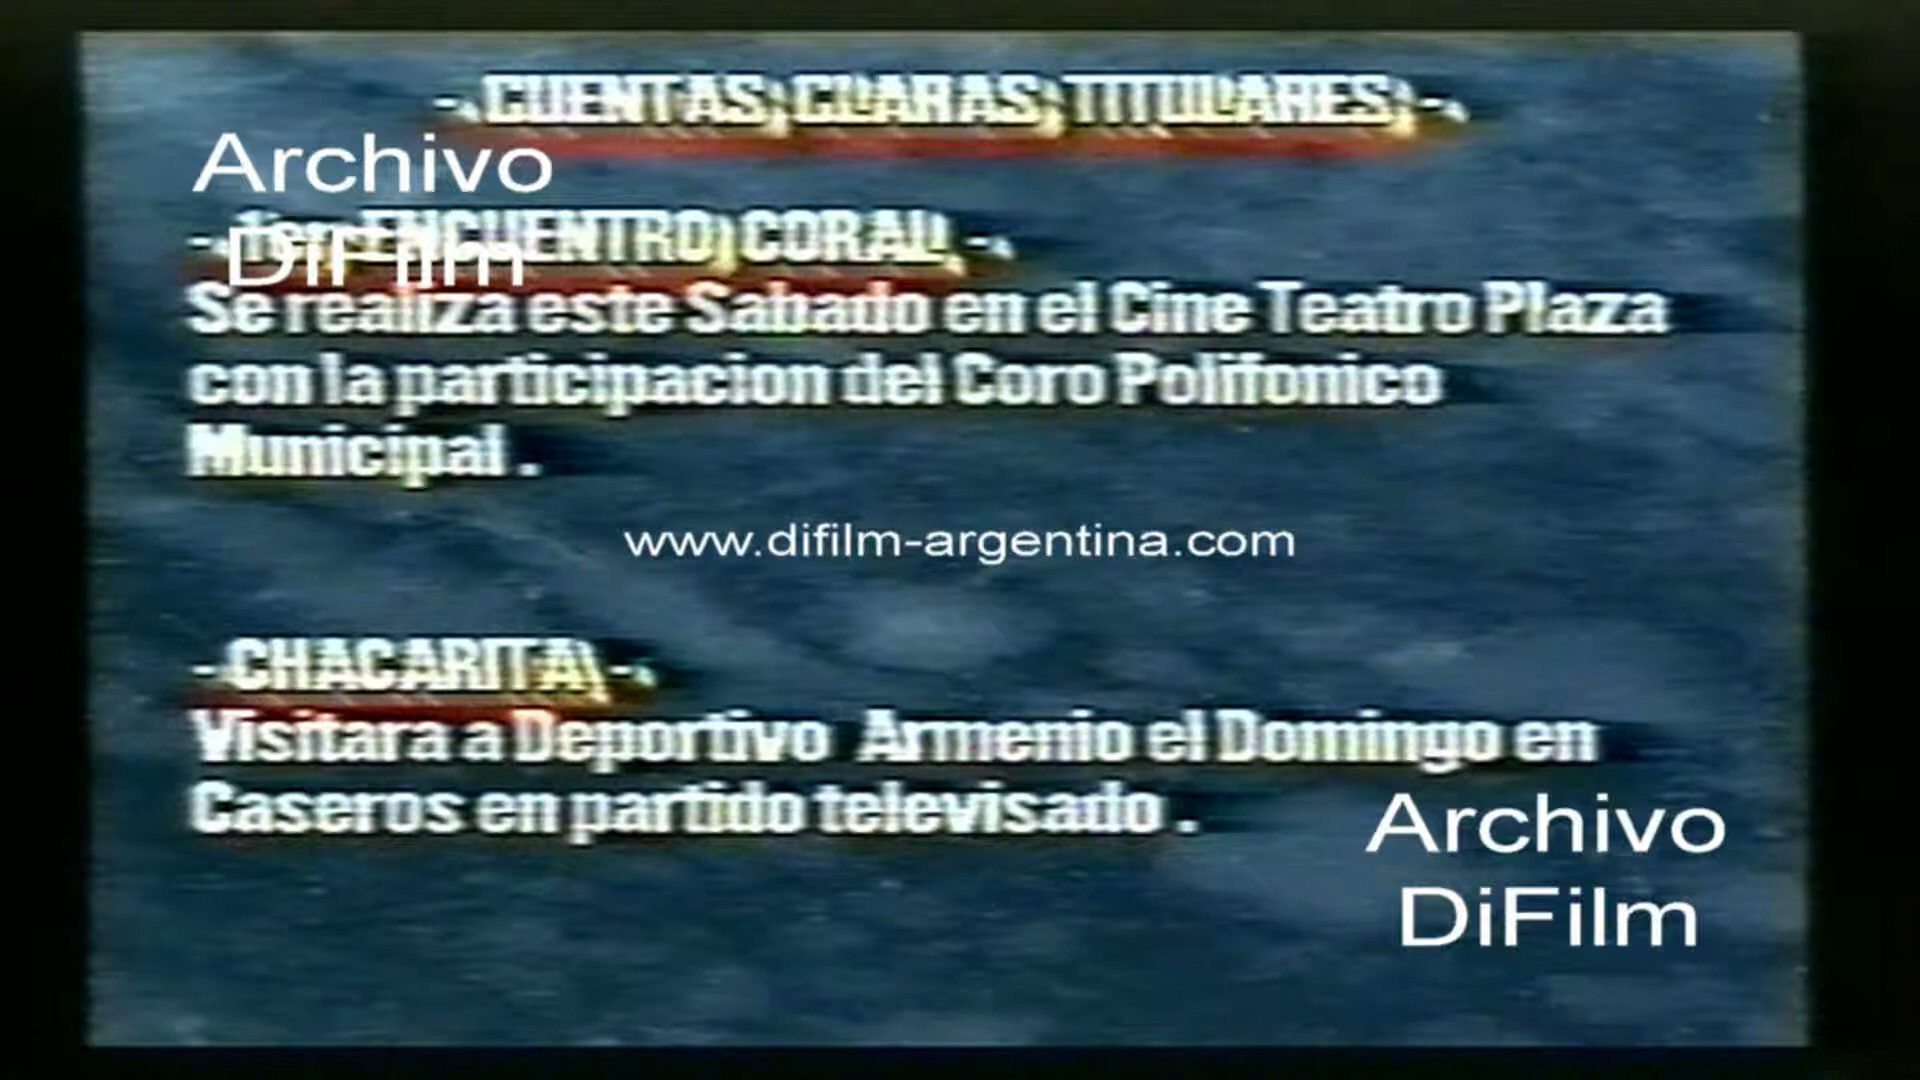 - CUENTAS CLARAS TITULARES -
Archivo
DiFilm
- 1er ENCUENTRO CORAL -
Se realiza este Sabado en el Cine Teatro Plaza
con la participacion del Coro Polifonico
Municipal .
www.difilm-argentina.com
- CHACARITA -
Visitara a Deportivo Armenio el Domingo en
Caseros en partido televisado .
Archivo
DiFilm